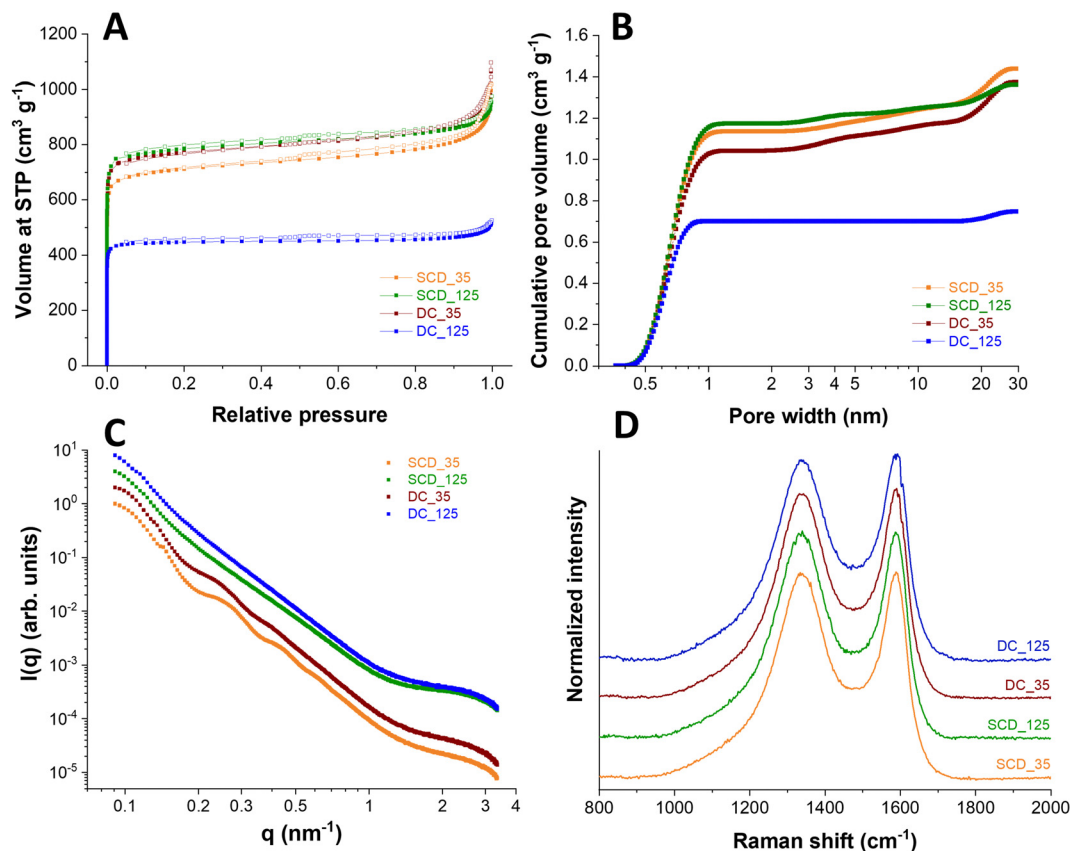 A
Volume at STP (cm³ g⁻¹)
1200
1000
800
600
400
200
0
0.0 0.2 0.4 0.6 0.8 1.0
Relative pressure
SCD_35
SCD_125
DC_35
DC_125
B
Cumulative pore volume (cm³ g⁻¹)
1.6
1.4
1.2
1.0
0.8
0.6
0.4
0.2
0.0
0.5 1 2 3 4 5 10 20 30
Pore width (nm)
SCD_35
SCD_125
DC_35
DC_125
C
I(q) (arb. units)
10¹
10⁰
10⁻¹
10⁻²
10⁻³
10⁻⁴
10⁻⁵
0.1 0.2 0.3 0.5 1 2 3 4
q (nm⁻¹)
SCD_35
SCD_125
DC_35
DC_125
D
Normalized intensity
DC_125
DC_35
SCD_125
SCD_35
800 1000 1200 1400 1600 1800 2000
Raman shift (cm⁻¹)